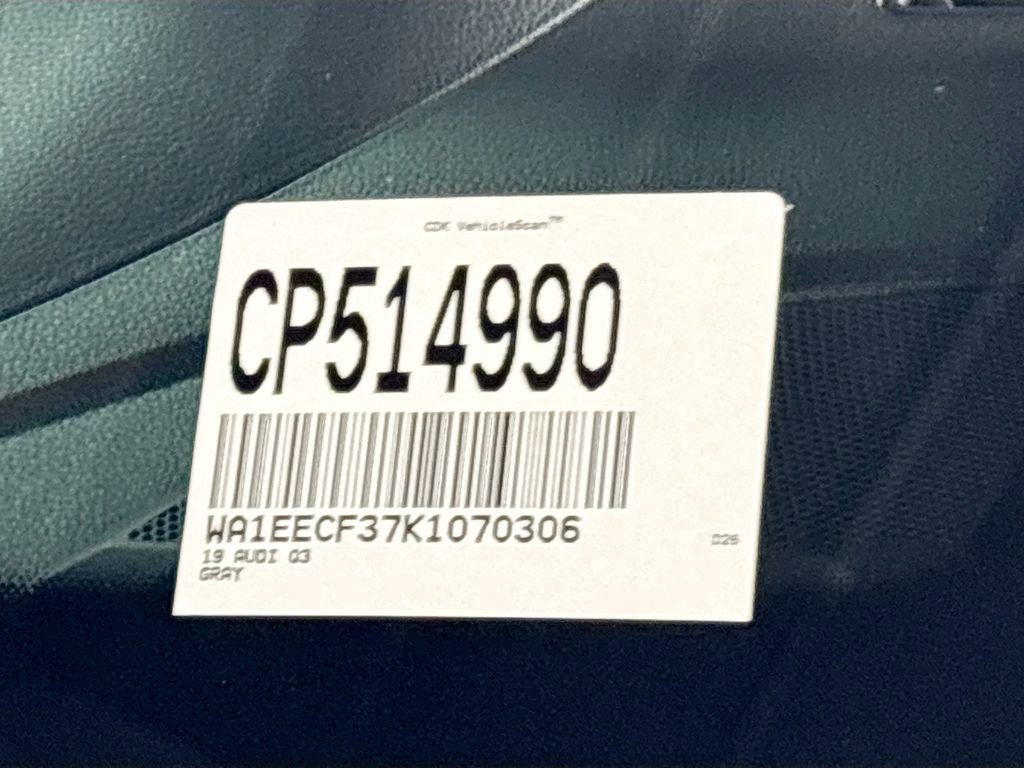 CDK VehicleScan™
CP514990
WA1EECF37K1070306
19 AUDI Q3
GRAY
D26